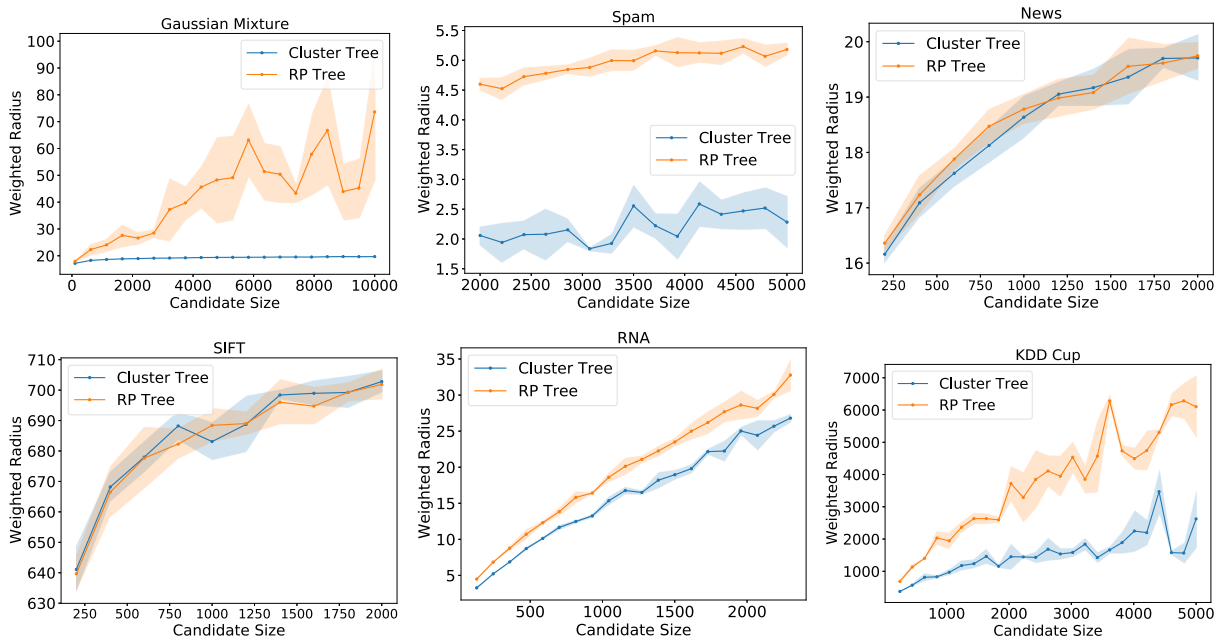 Gaussian Mixture
100
90
80
70
60
50
40
30
20
Weighted Radius
Cluster Tree
RP Tree
0 2000 4000 6000 8000 10000
Candidate Size
Spam
5.5
5.0
4.5
4.0
3.5
3.0
2.5
2.0
1.5
Weighted Radius
Cluster Tree
RP Tree
2000 2500 3000 3500 4000 4500 5000
Candidate Size
News
20
19
18
17
16
Weighted Radius
Cluster Tree
RP Tree
250 500 750 1000 1250 1500 1750 2000
Candidate Size
SIFT
710
700
690
680
670
660
650
640
630
Weighted Radius
Cluster Tree
RP Tree
250 500 750 1000 1250 1500 1750 2000
Candidate Size
RNA
35
30
25
20
15
10
5
Weighted Radius
Cluster Tree
RP Tree
500 1000 1500 2000
Candidate Size
KDD Cup
7000
6000
5000
4000
3000
2000
1000
Weighted Radius
Cluster Tree
RP Tree
1000 2000 3000 4000 5000
Candidate Size